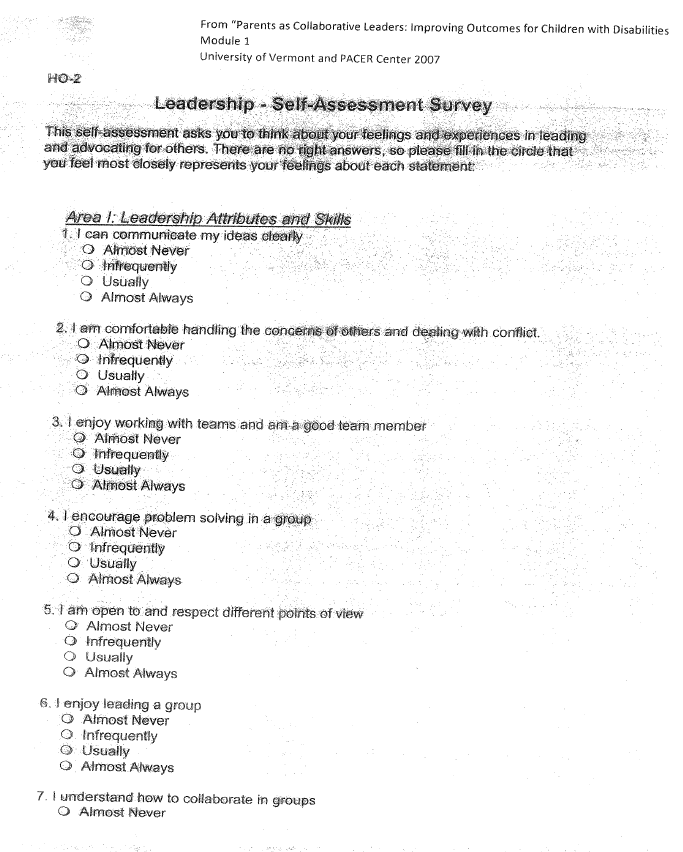 From “Parents as Collaborative Leaders: Improving Outcomes for Children with Disabilities
Module 1
University of Vermont and PACER Center 2007
HO-2
Leadership - Self-Assessment Survey
This self-assessment asks you to think about your feelings and experiences in leading
and advocating for others. There are no right answers, so please fill in the circle that
you feel most closely represents your feelings about each statement:
Area I: Leadership Attributes and Skills
1. I can communicate my ideas clearly
Almost Never
Infrequently
Usually
Almost Always
2. I am comfortable handling the concerns of others and dealing with conflict.
Almost Never
Infrequently
Usually
Almost Always
3. I enjoy working with teams and am a good team member
Almost Never
Infrequently
Usually
Almost Always
4. I encourage problem solving in a group
Almost Never
Infrequently
Usually
Almost Always
5. I am open to and respect different points of view
Almost Never
Infrequently
Usually
Almost Always
6. I enjoy leading a group
Almost Never
Infrequently
Usually
Almost Always
7. I understand how to collaborate in groups
Almost Never